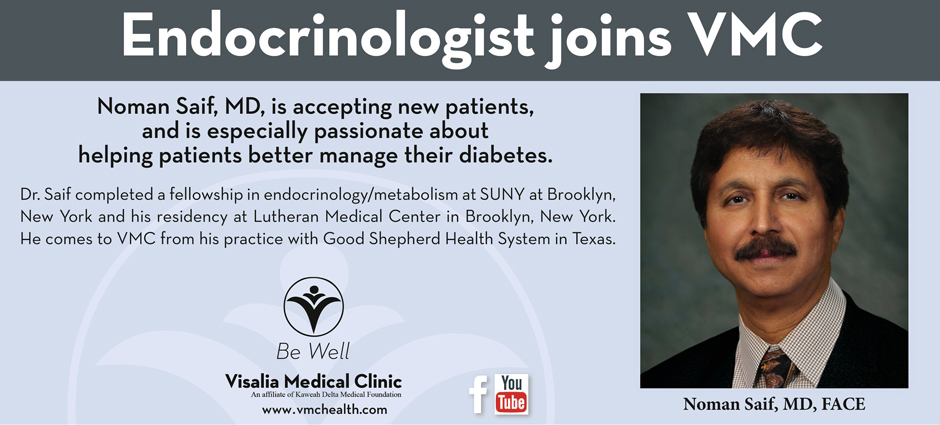 Endocrinologist joins VMC
Noman Saif, MD, is accepting new patients,
and is especially passionate about
helping patients better manage their diabetes.
Dr. Saif completed a fellowship in endocrinology/metabolism at SUNY at Brooklyn,
New York and his residency at Lutheran Medical Center in Brooklyn, New York.
He comes to VMC from his practice with Good Shepherd Health System in Texas.
Be Well
Visalia Medical Clinic
An affiliate of Kaweah Delta Medical Foundation
www.vmchealth.com
f
You
Tube
Noman Saif, MD, FACE